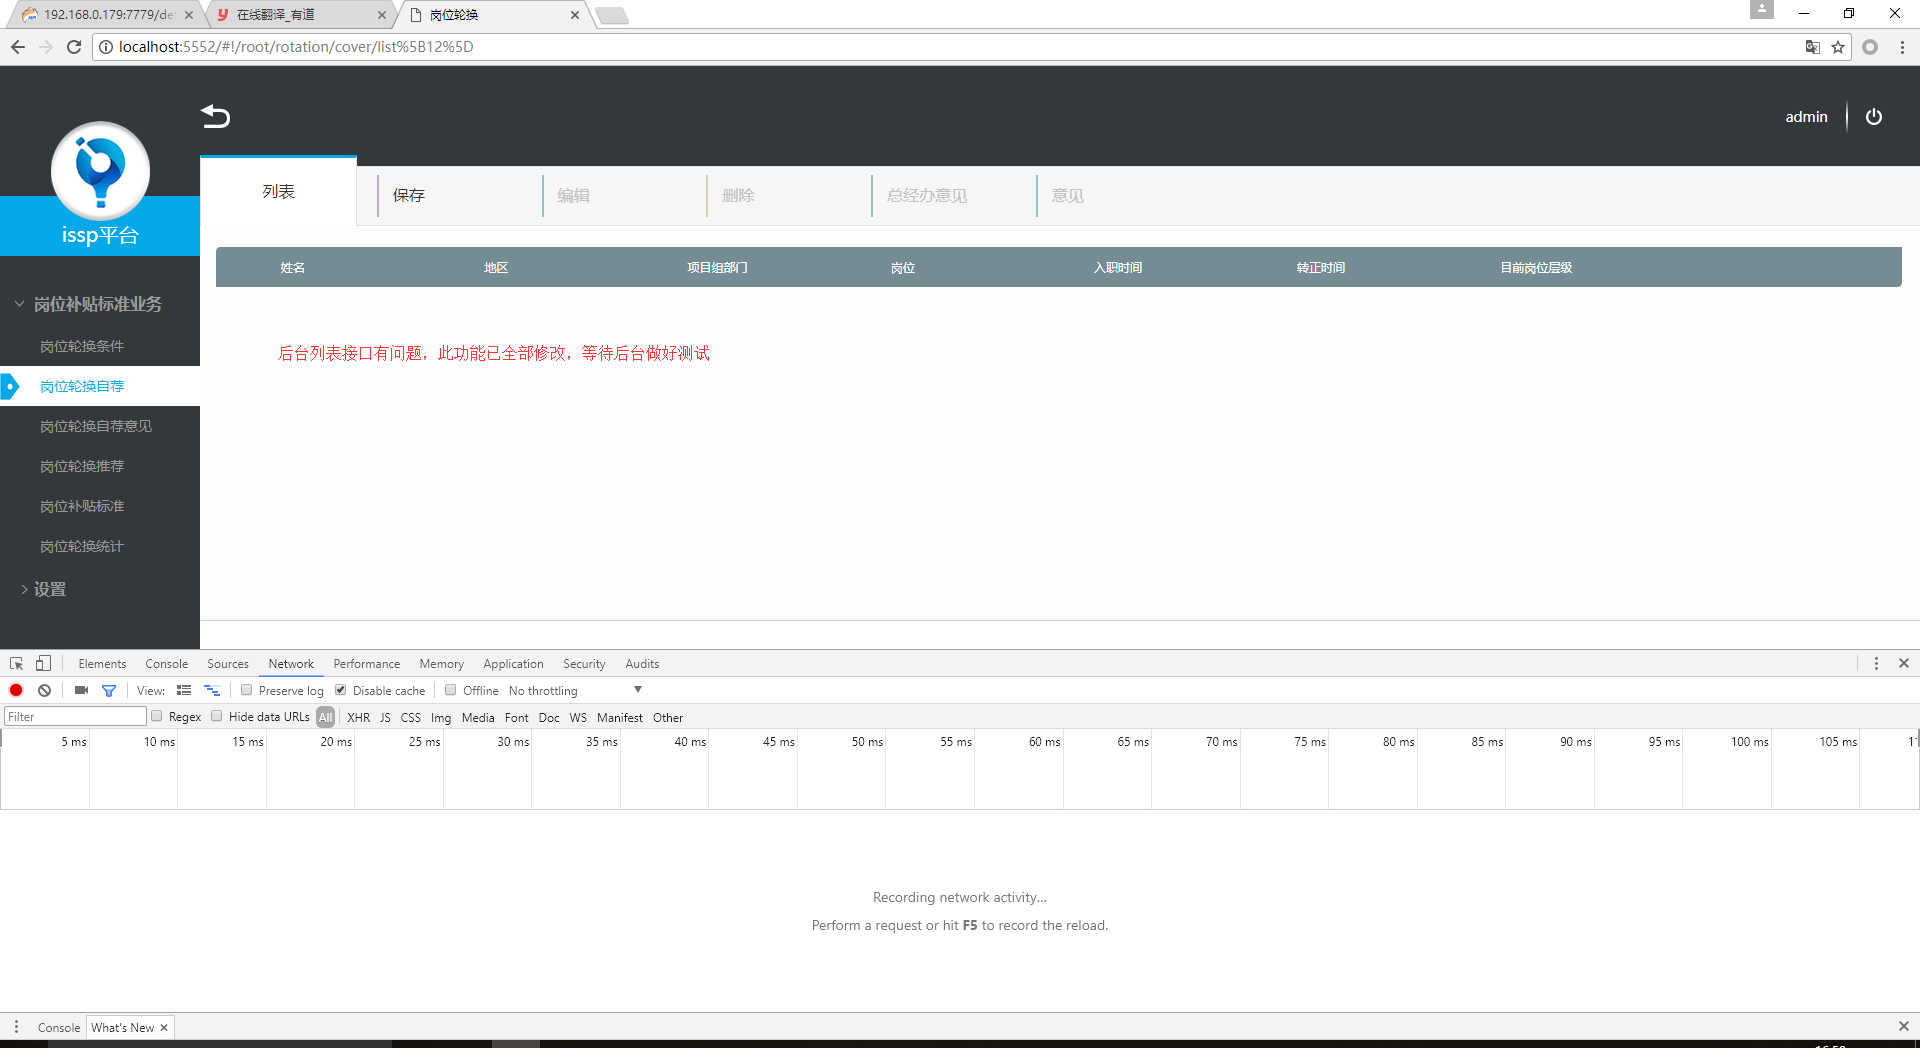 192.168.0.179:7779/de
在线翻译_有道
岗位轮换
localhost:5552/#!/root/rotation/cover/list%5B12%5D
admin
issp平台
列表
保存
编辑
删除
总经办意见
意见
姓名
地区
项目组部门
岗位
入职时间
转正时间
目前岗位层级
后台列表接口有问题，此功能已全部修改，等待后台做好测试
岗位补贴标准业务
岗位轮换条件
岗位轮换自荐
岗位轮换自荐意见
岗位轮换推荐
岗位补贴标准
岗位轮换统计
设置
Elements Console Sources Network Performance Memory Application Security Audits
View: Preserve log Disable cache Offline No throttling
Filter Regex Hide data URLs All XHR JS CSS Img Media Font Doc WS Manifest Other
5 ms 10 ms 15 ms 20 ms 25 ms 30 ms 35 ms 40 ms 45 ms 50 ms 55 ms 60 ms 65 ms 70 ms 75 ms 80 ms 85 ms 90 ms 95 ms 100 ms 105 ms
Recording network activity...
Perform a request or hit F5 to record the reload.
Console What's New